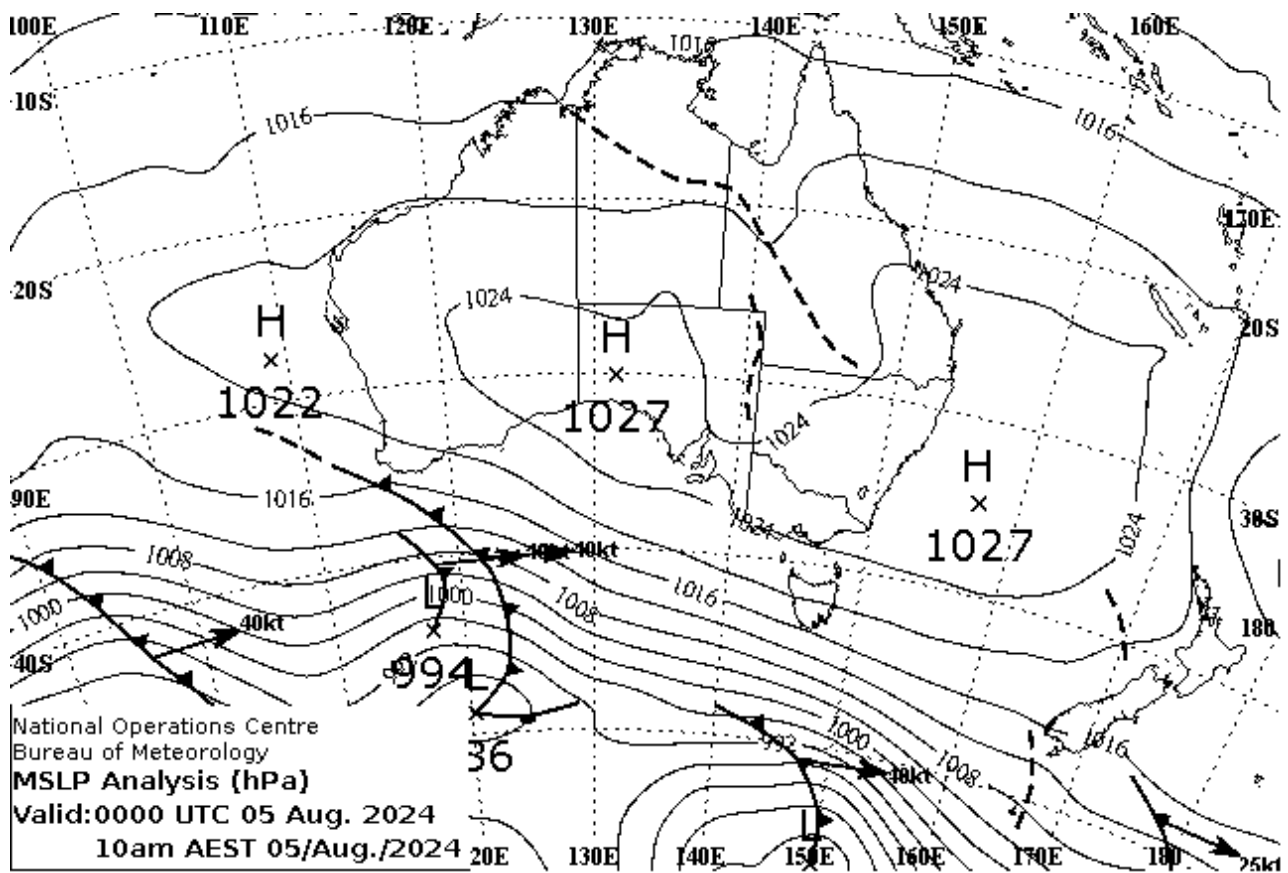 100E 110E 120E 130E 140E 150E 160E
1016
10S
1016
1016
170E
20S
1024
1024
20S
H
1022
H
1027
1024
H
1027
90E
1016
1024
1024
30S
1008
40kt
1000
L
1000
40kt
1008
1016
180
40S
994
L
36
1000
1008
1016
40kt
L
25kt
National Operations Centre
Bureau of Meteorology
MSLP Analysis (hPa)
Valid:0000 UTC 05 Aug. 2024
10am AEST 05/Aug./2024
20E 130E 140E 150E 160E 170E 180